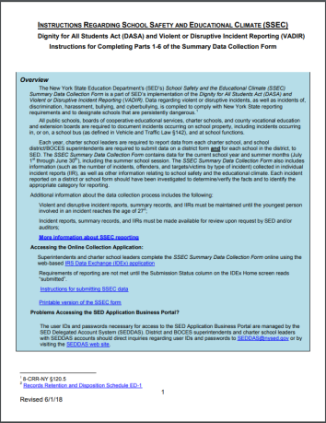 INSTRUCTIONS REGARDING SCHOOL SAFETY AND EDUCATIONAL CLIMATE (SSEC)
Dignity for All Students Act (DASA) and Violent or Disruptive Incident Reporting (VADIR)
Instructions for Completing Parts 1-6 of the Summary Data Collection Form
Overview
The New York State Education Department's (SED's) School Safety and Educational Climate (SSEC)
Summary Data Collection Form is a part of SED's implementation of the Dignity for All Students Act (DASA) and
Violent or Disruptive Incident Reporting (VADIR). Data regarding violent or disruptive incidents, as well as incidents of,
discrimination, harassment, bullying, and cyberbullying, is compiled to comply with New York State reporting
requirements and to designate schools that are persistently dangerous.
All public schools, boards of cooperative educational services, charter schools, and county vocational education
and extension boards are required to document incidents occurring on school property, including incidents occurring
in, or on, a school bus (as defined in Vehicle and Traffic Law §142), and at school functions.
Each year, charter school leaders are required to report data from each charter school, and school
district/BOCES superintendents are required to submit data on a district form and for each school in the district, to
SED. The SSEC Summary Data Collection Form contains data for the summer school year and summer months (July
1st through June 30th), including the summer school session. The SSEC Summary Data Collection Form also includes
information (such as the number of incidents, offenders, and targets/victims by type of incident) collected in individual
incident reports (IIR), as well as other information relating to school safety and the educational climate. Each incident
reported on a district or school form should have been investigated to determine/verify the facts and to identify an
appropriate category for reporting.
Additional information about the data collection process includes the following:
Violent and disruptive incident reports, summary records, and IIRs must be maintained until the youngest person
involved in an incident reaches the age of 27
Incident reports, summary records, and IIRs must be made available for review upon request by SED and/or
auditors;
More information about SSEC reporting
Accessing the Online Collection Application:
Superintendents and charter school leaders complete the SSEC Summary Data Collection Form online using the
web-based IRS Data Exchange (IDEx) application
Requirements of reporting are not met until the Submission Status column on the IDEx Home screen reads
"submitted".
Instructions for submitting SSEC data
Printable version of the SSEC form
Problems Accessing the SED Application Business Portal?
The user IDs and passwords necessary for access to the SED Application Business Portal are managed by the
SED Delegated Account System (SEDDAS). District and BOCES superintendents and charter school leaders
with SEDDAS accounts should direct inquiries regarding user IDs and passwords to SEDDAS@nysed.gov or by
visiting the SEDDAS web site.
1 8-CRR-NY §120.5
2 Records Retention and Disposition Schedule ED-1
1
Revised 6/1/18